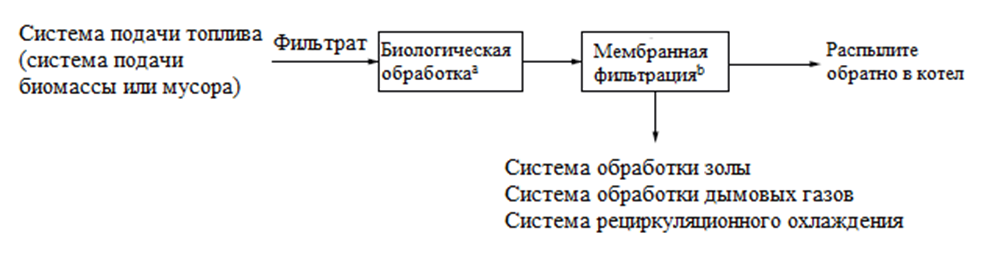 Система подачи топлива
(система подачи
биомассы или мусора)
Фильтрат
Биологическая
обработкаᵃ
Мембранная
фильтрацияᵇ
Распылите
обратно в котел
Система обработки золы
Система обработки дымовых газов
Система рециркуляционного охлаждения